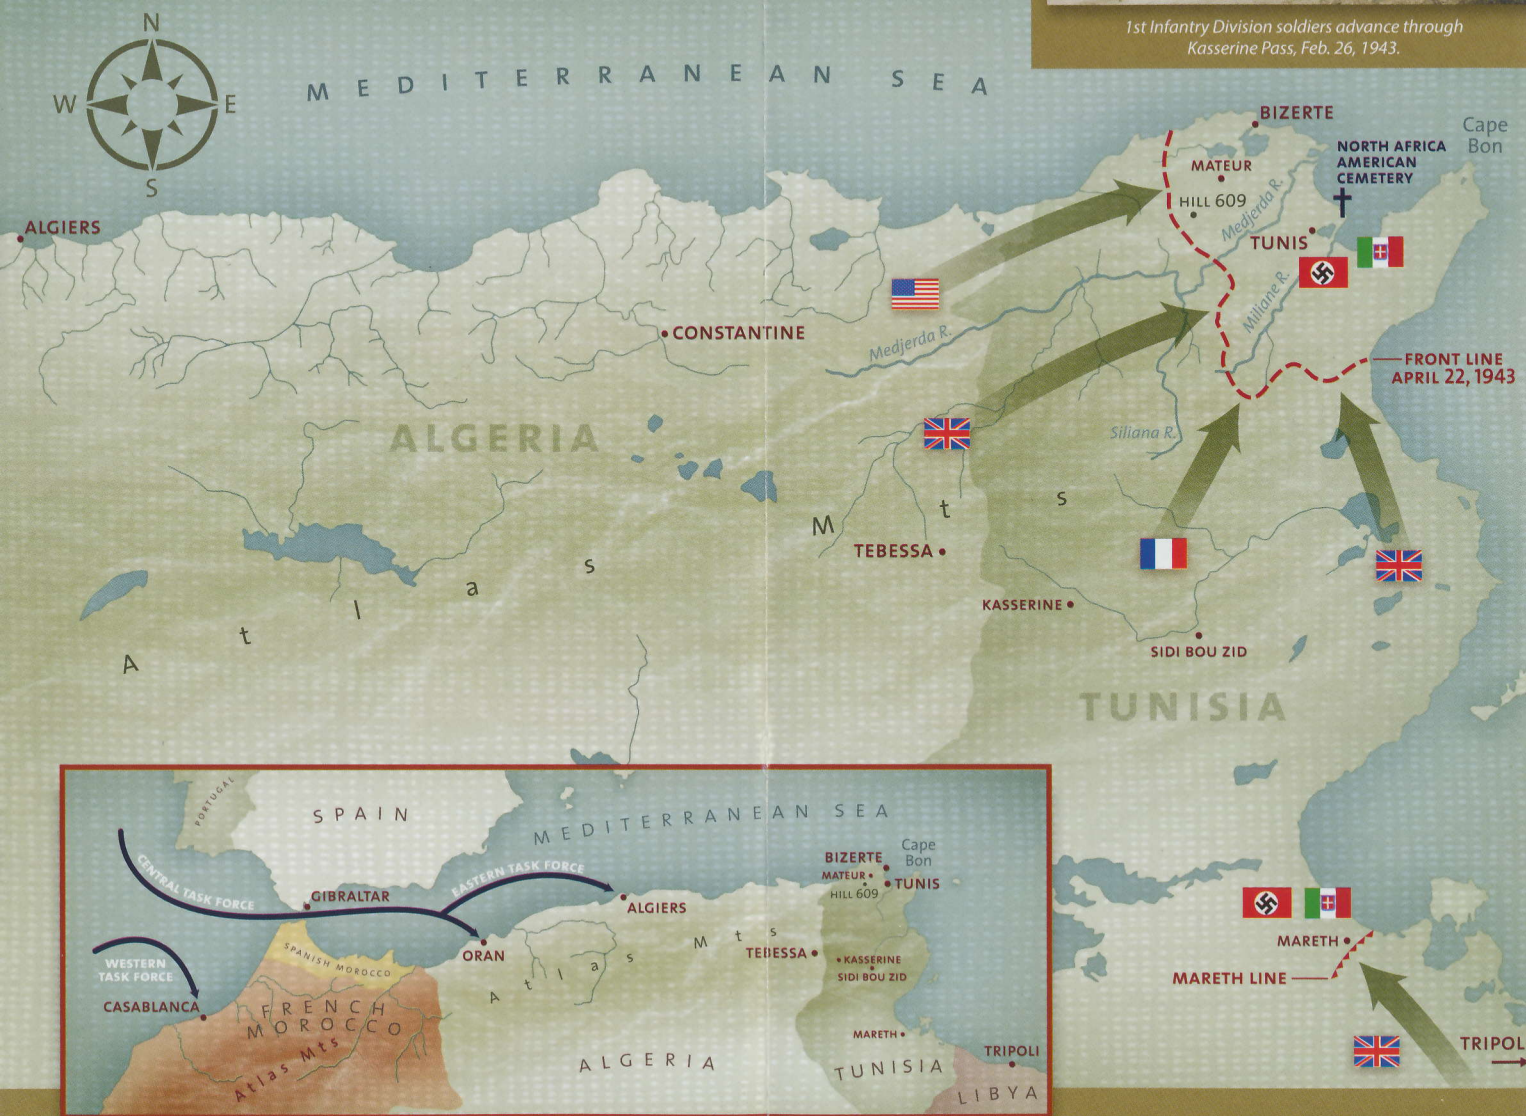 1st Infantry Division soldiers advance through
Kasserine Pass, Feb. 26, 1943.
N
W E
S
MEDITERRANEAN SEA
BIZERTE
Cape
Bon
NORTH AFRICA
AMERICAN
CEMETERY
MATEUR
HILL 609
Medjerda R.
TUNIS
ALGIERS
Miliane R.
CONSTANTINE
Medjerda R.
FRONT LINE
APRIL 22, 1943
ALGERIA
Siliana R.
Atlas Mts
TEBESSA
KASSERINE
SIDI BOU ZID
TUNISIA
MARETH
MARETH LINE
TRIPOL
PORTUGAL
SPAIN
MEDITERRANEAN SEA
Cape
Bon
BIZERTE
MATEUR
HILL 609
TUNIS
CENTRAL TASK FORCE
EASTERN TASK FORCE
GIBRALTAR
ALGIERS
ORAN
WESTERN
TASK FORCE
SPANISH MOROCCO
CASABLANCA
FRENCH
MOROCCO
Atlas Mts
Atlas Mts
TEBESSA
KASSERINE
SIDI BOU ZID
MARETH
ALGERIA
TUNISIA
TRIPOLI
LIBYA